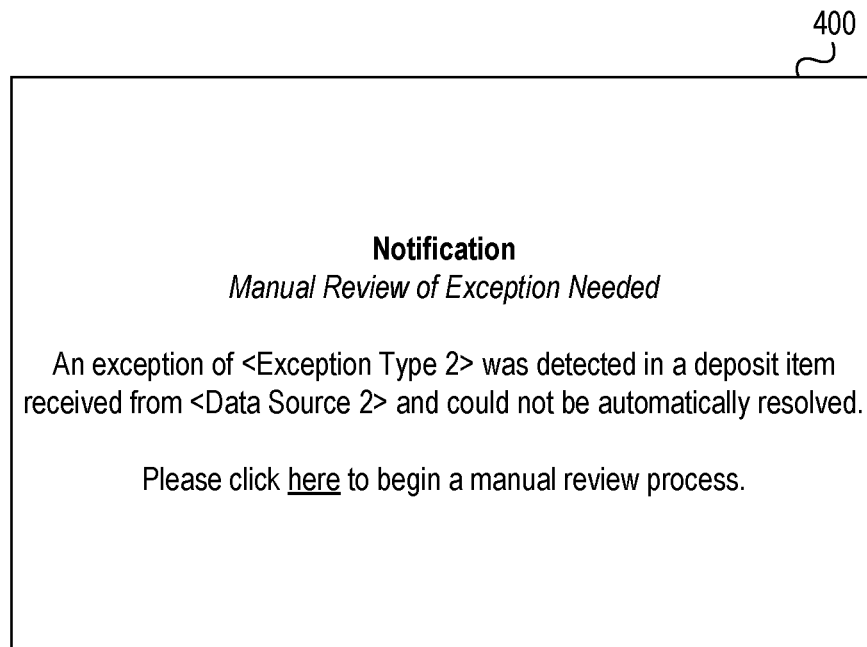 400
Notification
Manual Review of Exception Needed
An exception of <Exception Type 2> was detected in a deposit item
received from <Data Source 2> and could not be automatically resolved.
Please click here to begin a manual review process.